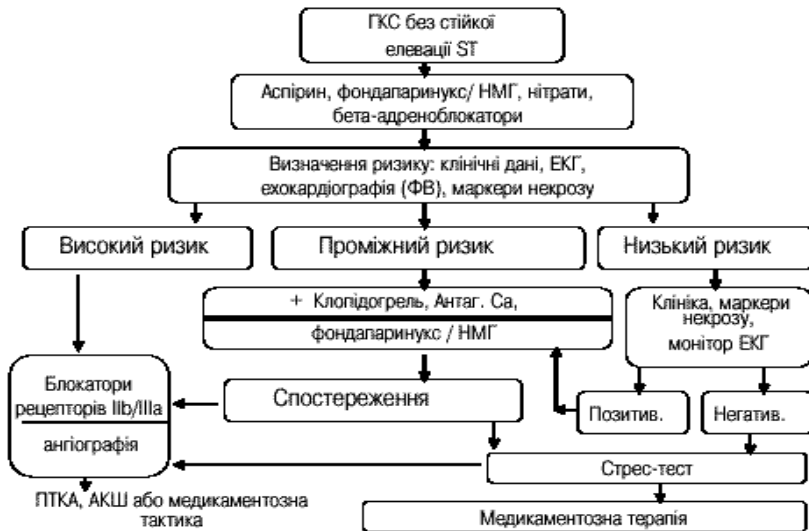 ГКС без стійкої
елевації ST
Аспірин, фондапаринукс/ НМГ, нітрати,
бета-адреноблокатори
Визначення ризику: клінічні дані, ЕКГ,
ехокардіографія (ФВ), маркери некрозу
Високий ризик
Проміжний ризик
Низький ризик
+ Клопідогрель, Антаг. Са,
фондапаринукс / НМГ
Клініка, маркери
некрозу,
монітор ЕКГ
Блокатори
рецепторів IIb/IIIa
ангіографія
Спостереження
Позитив.
Негатив.
Стрес-тест
ПТКА, АКШ або медикаментозна
тактика
Медикаментозна терапія